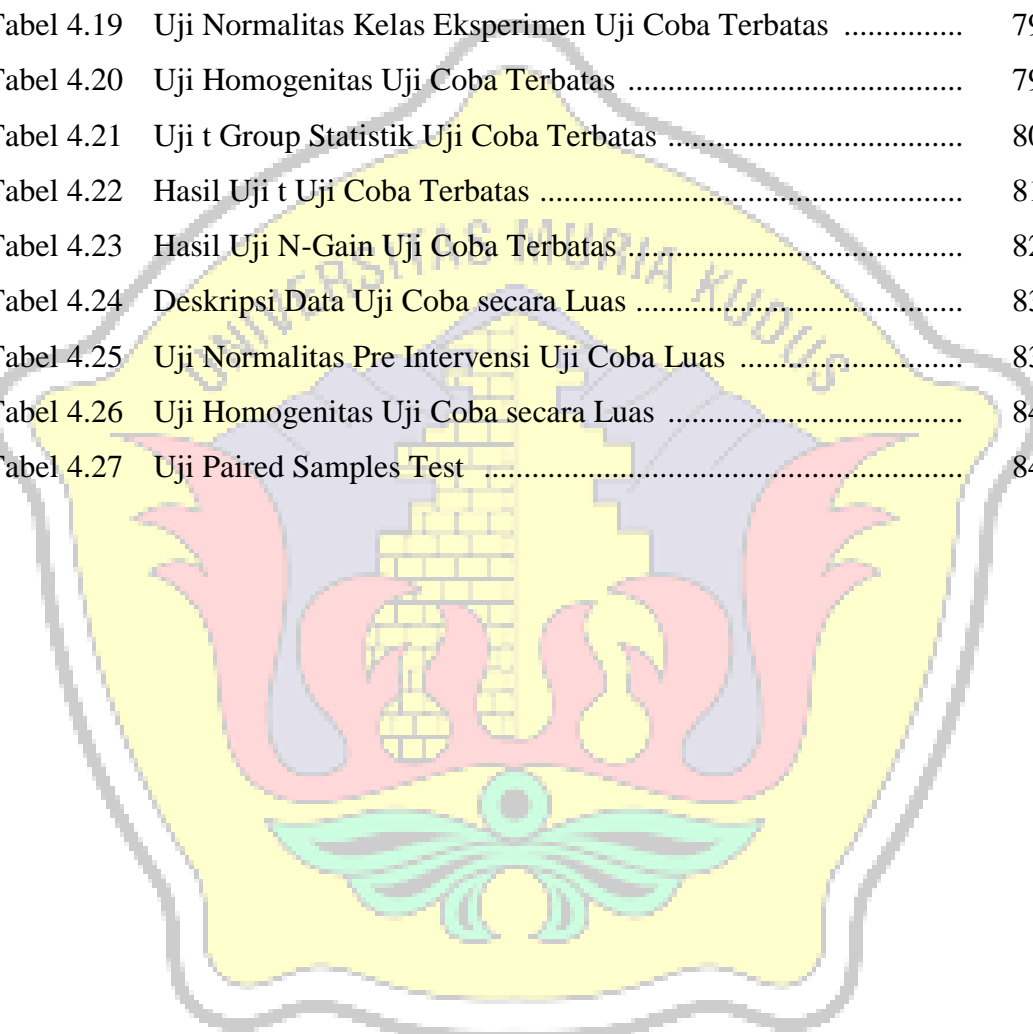 Tabel 4.19 Uji Normalitas Kelas Eksperimen Uji Coba Terbatas ............... 79
Tabel 4.20 Uji Homogenitas Uji Coba Terbatas .................................... 79
Tabel 4.21 Uji t Group Statistik Uji Coba Terbatas ................................ 80
Tabel 4.22 Hasil Uji t Uji Coba Terbatas .............................................. 81
Tabel 4.23 Hasil Uji N-Gain Uji Coba Terbatas .................................... 82
Tabel 4.24 Deskripsi Data Uji Coba secara Luas ................................... 83
Tabel 4.25 Uji Normalitas Pre Intervensi Uji Coba Luas ........................ 83
Tabel 4.26 Uji Homogenitas Uji Coba secara Luas ................................ 84
Tabel 4.27 Uji Paired Samples Test .................................................... 84
UNIVERSITAS MURIA KUDUS